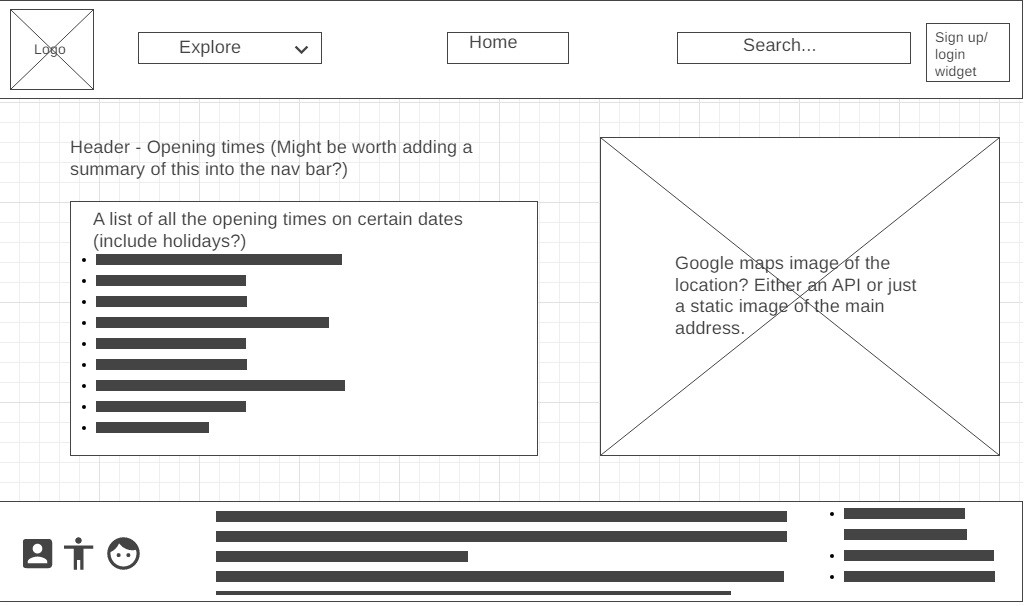 Logo
Explore
Home
Search...
Sign up/
login
widget
Header - Opening times (Might be worth adding a
summary of this into the nav bar?)
A list of all the opening times on certain dates
(include holidays?)
Google maps image of the
location? Either an API or just
a static image of the main
address.